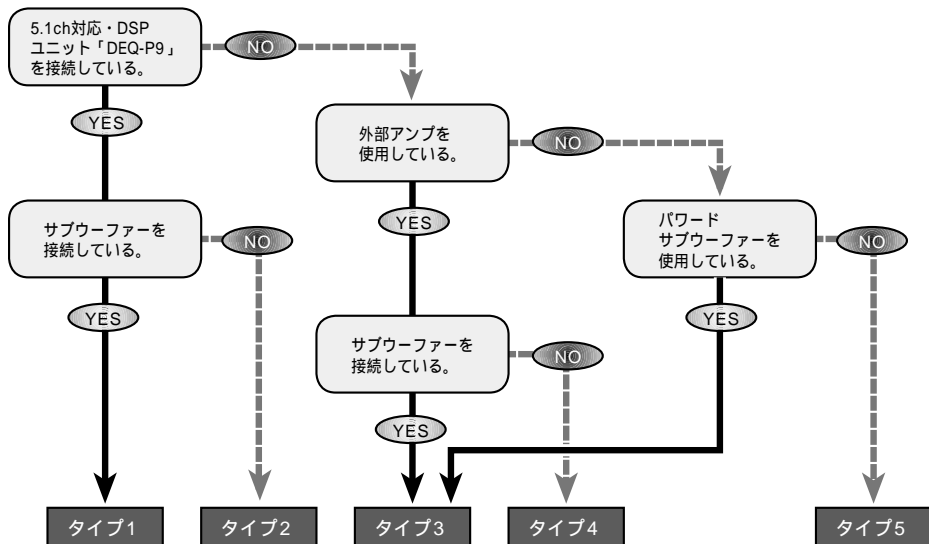 5.1ch対応・DSP
ユニット「DEQ-P9」
を接続している。
NO
YES
外部アンプを
使用している。
NO
YES
サブウーファーを
接続している。
NO
YES
パワード
サブウーファーを
使用している。
NO
YES
サブウーファーを
接続している。
NO
YES
タイプ1
タイプ2
タイプ3
タイプ4
タイプ5